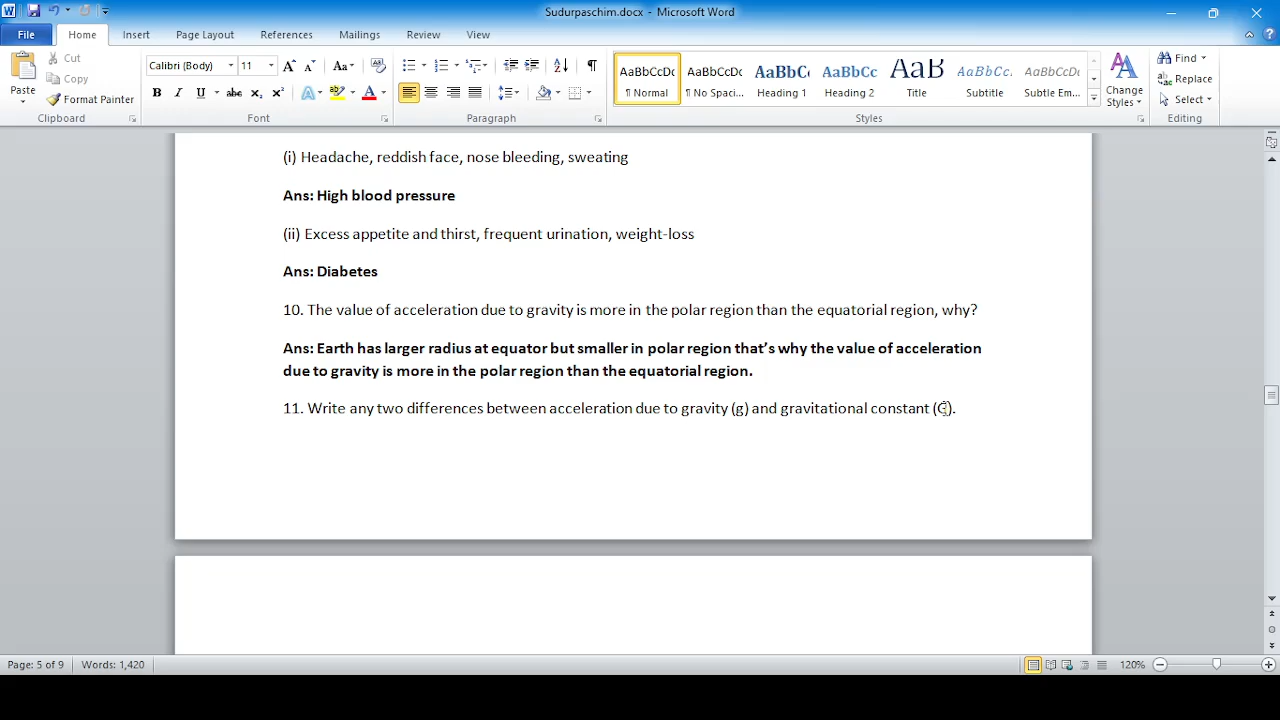 Sudurpaschim.docx - Microsoft Word
File Home Insert Page Layout References Mailings Review View
Paste
Cut
Copy
Format Painter
Clipboard
Calibri (Body) 11
Font
Paragraph
AaBbCcDc AaBbCcDc AaBbC AaBbCc AaB AaBbCc. AaBbCcDc
¶ Normal ¶ No Spaci... Heading 1 Heading 2 Title Subtitle Subtle Em...
Styles
Change Styles
Find
Replace
Select
Editing
(i) Headache, reddish face, nose bleeding, sweating
Ans: High blood pressure
(ii) Excess appetite and thirst, frequent urination, weight-loss
Ans: Diabetes
10. The value of acceleration due to gravity is more in the polar region than the equatorial region, why?
Ans: Earth has larger radius at equator but smaller in polar region that’s why the value of acceleration
due to gravity is more in the polar region than the equatorial region.
11. Write any two differences between acceleration due to gravity (g) and gravitational constant (G).
Page: 5 of 9 Words: 1,420 120%